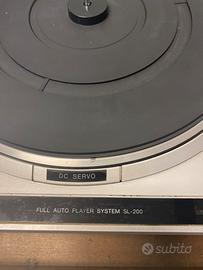 DC SERVO
FULL AUTO PLAYER SYSTEM SL-200
subito